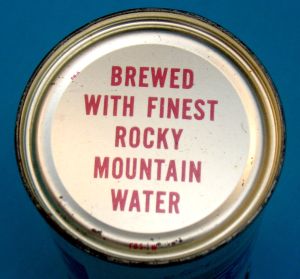 BREWED
WITH FINEST
ROCKY
MOUNTAIN
WATER